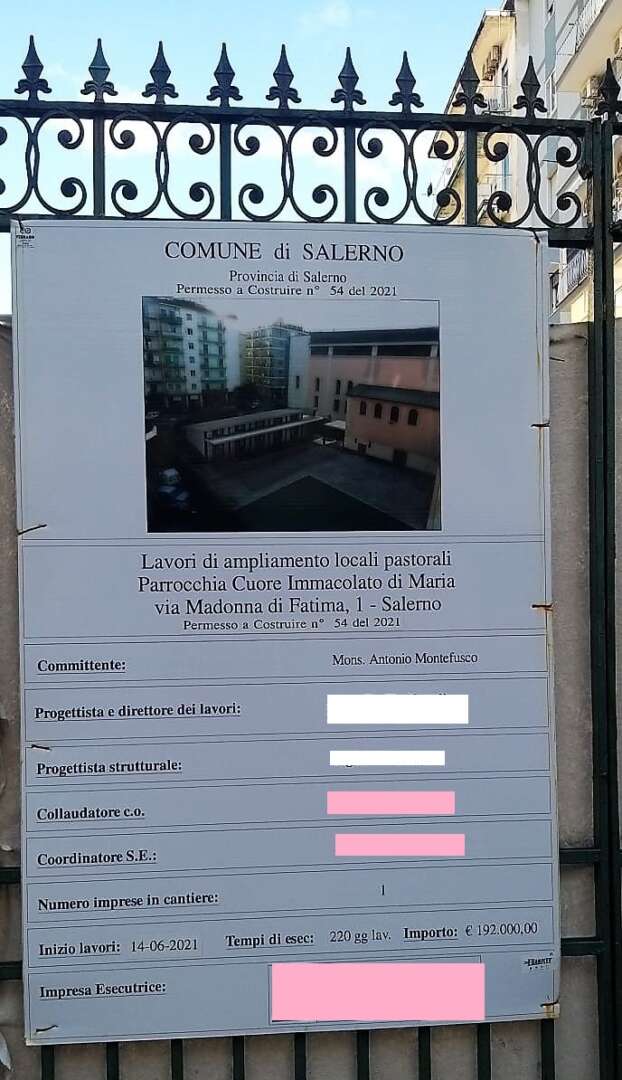 COMUNE di SALERNO
Provincia di Salerno
Permesso a Costruire n° 54 del 2021
Lavori di ampliamento locali pastorali
Parrocchia Cuore Immacolato di Maria
via Madonna di Fatima, 1 - Salerno
Permesso a Costruire n° 54 del 2021
Committente: Mons. Antonio Montefusco
Progettista e direttore dei lavori:
Progettista strutturale:
Collaudatore c.o.
Coordinatore S.E.:
Numero imprese in cantiere: 1
Inizio lavori: 14-06-2021 Tempi di esec: 220 gg lav. Importo: € 192.000,00
Impresa Esecutrice: